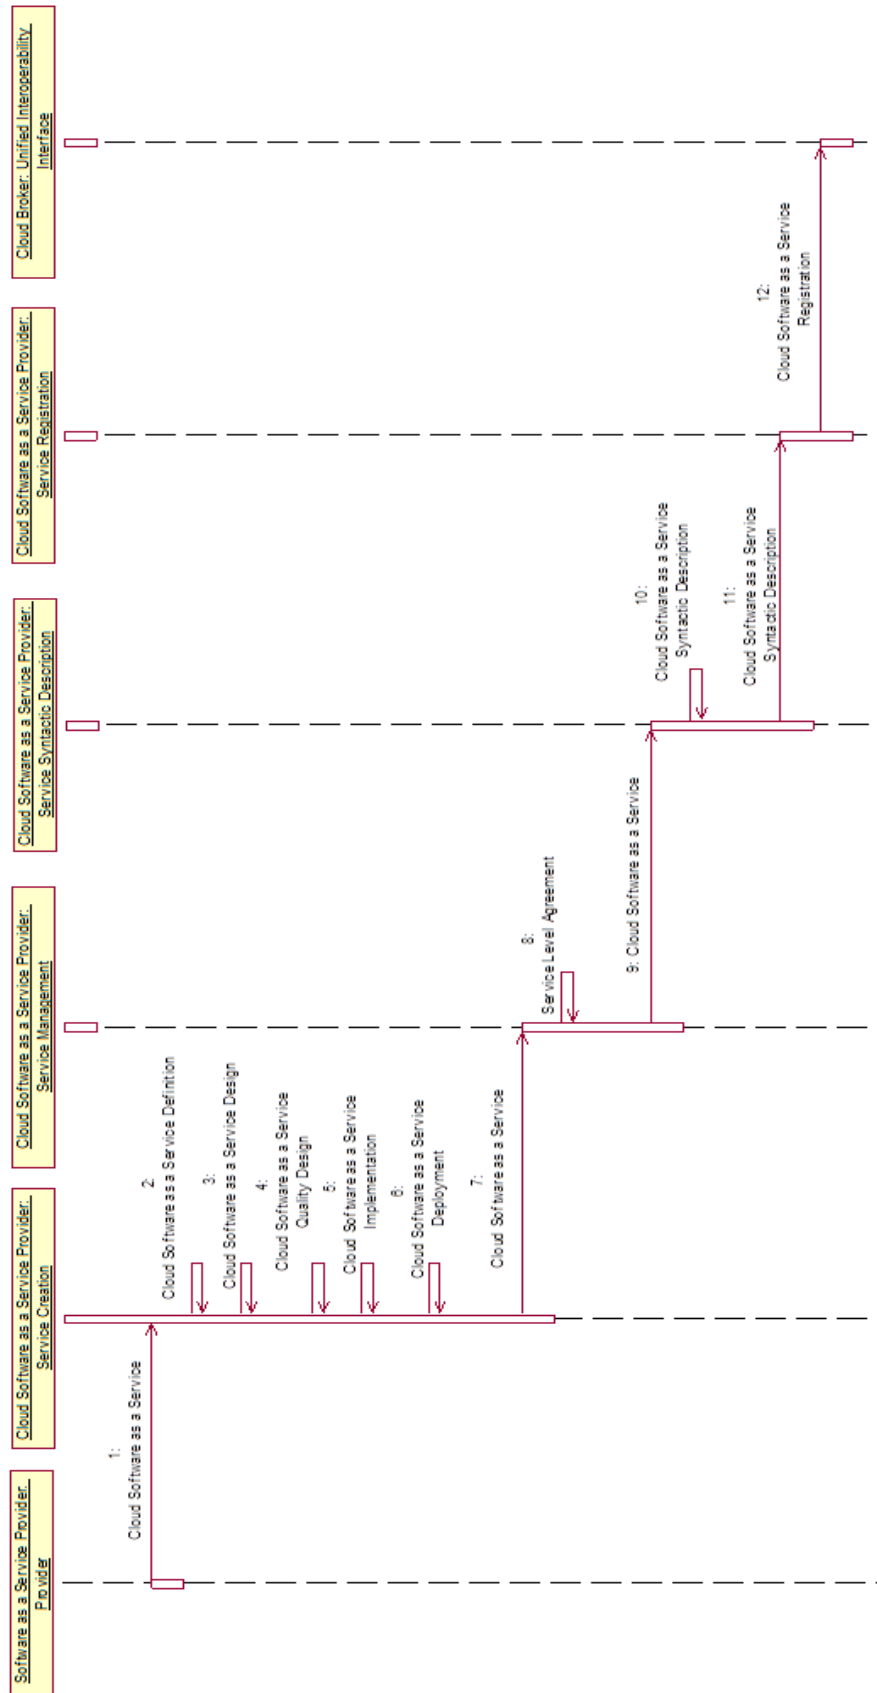 Software as a Service Provider:
Provider
Cloud Software as a Service Provider:
Service Creation
Cloud Software as a Service Provider:
Service Management
Cloud Software as a Service Provider:
Service Syntactic Description
Cloud Software as a Service Provider:
Service Registration
Cloud Broker: Unified Interoperability
Interface
1:
Cloud Software as a Service
2:
Cloud Software as a Service Definition
3:
Cloud Software as a Service Design
4:
Cloud Software as a Service
Quality Design
5:
Cloud Software as a Service
Implementation
6:
Cloud Software as a Service
Deployment
7:
Cloud Software as a Service
8:
Service Level Agreement
9: Cloud Software as a Service
10:
Cloud Software as a Service
Syntactic Description
11:
Cloud Software as a Service
Syntactic Description
12:
Cloud Software as a Service
Registration